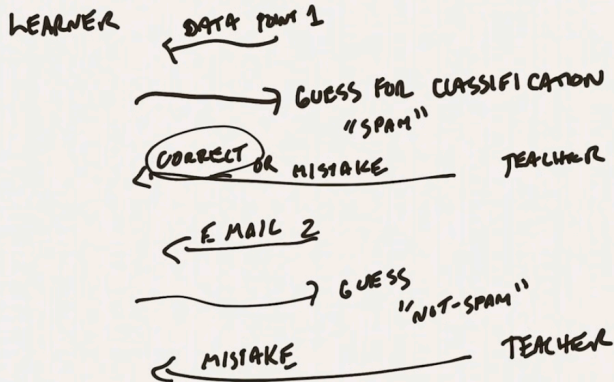 LEARNER DATA POINT 1
GUESS FOR CLASSIFICATION
"SPAM"
CORRECT OR MISTAKE TEACHER
EMAIL 2
GUESS
"NOT-SPAM"
MISTAKE TEACHER